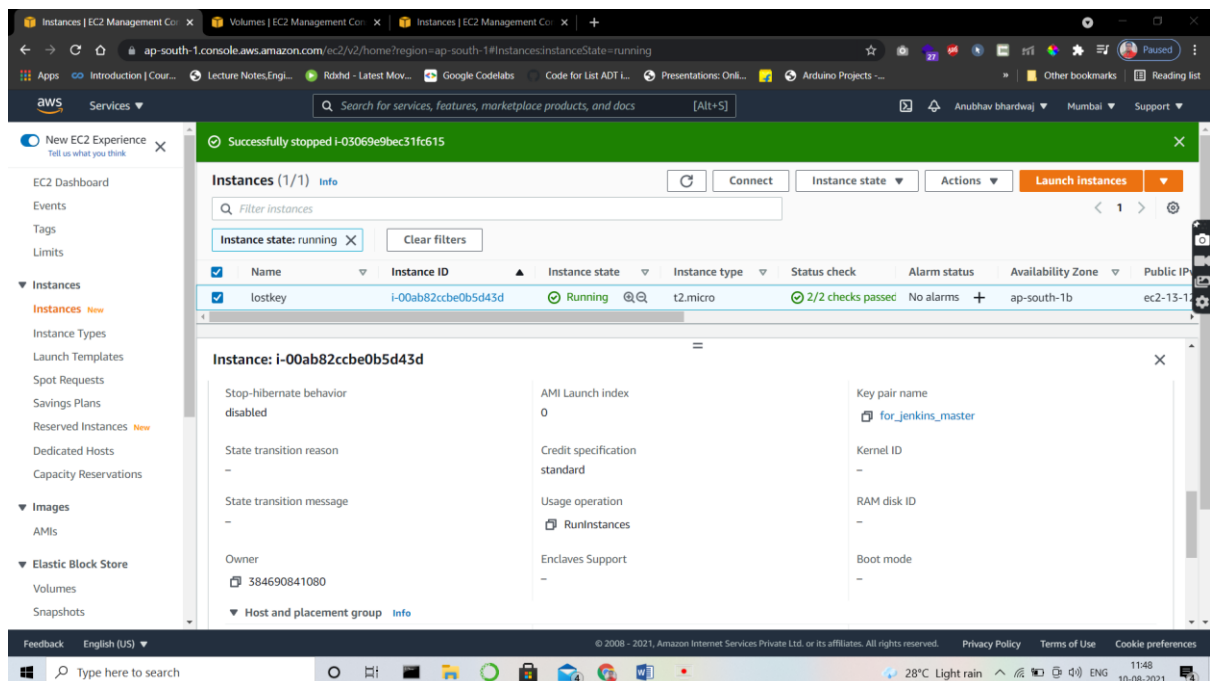 Instances | EC2 Management Cor
Volumes | EC2 Management Con
Instances | EC2 Management Cor
ap-south-1.console.aws.amazon.com/ec2/v2/home?region=ap-south-1#Instances:instanceState=running
27
Paused
Apps
Introduction | Cour...
Lecture Notes,Engi...
Rdxhd - Latest Mov...
Google Codelabs
Code for List ADT i...
Presentations: Onli...
Arduino Projects -...
»
Other bookmarks
Reading list
aws
Services ▼
Search for services, features, marketplace products, and docs
[Alt+S]
Anubhav bhardwaj ▼
Mumbai ▼
Support ▼
New EC2 Experience
Tell us what you think
Successfully stopped i-03069e9bec31fc615
EC2 Dashboard
Events
Tags
Limits
Instances
Instances New
Instance Types
Launch Templates
Spot Requests
Savings Plans
Reserved Instances New
Dedicated Hosts
Capacity Reservations
Images
AMIs
Elastic Block Store
Volumes
Snapshots
Instances (1/1) Info
Connect
Instance state ▼
Actions ▼
Launch instances
Filter instances
1
Instance state: running
Clear filters
Name
Instance ID
Instance state
Instance type
Status check
Alarm status
Availability Zone
Public IPv
lostkey
i-00ab82ccbe0b5d43d
Running
t2.micro
2/2 checks passed
No alarms +
ap-south-1b
ec2-13-12
Instance: i-00ab82ccbe0b5d43d
Stop-hibernate behavior
disabled
AMI Launch index
0
Key pair name
for_jenkins_master
State transition reason
–
Credit specification
standard
Kernel ID
–
State transition message
–
Usage operation
RunInstances
RAM disk ID
–
Owner
384690841080
Enclaves Support
–
Boot mode
–
Host and placement group Info
Feedback
English (US) ▼
© 2008 - 2021, Amazon Internet Services Private Ltd. or its affiliates. All rights reserved.
Privacy Policy
Terms of Use
Cookie preferences
Type here to search
28°C Light rain
ENG
11:48
10-08-2021